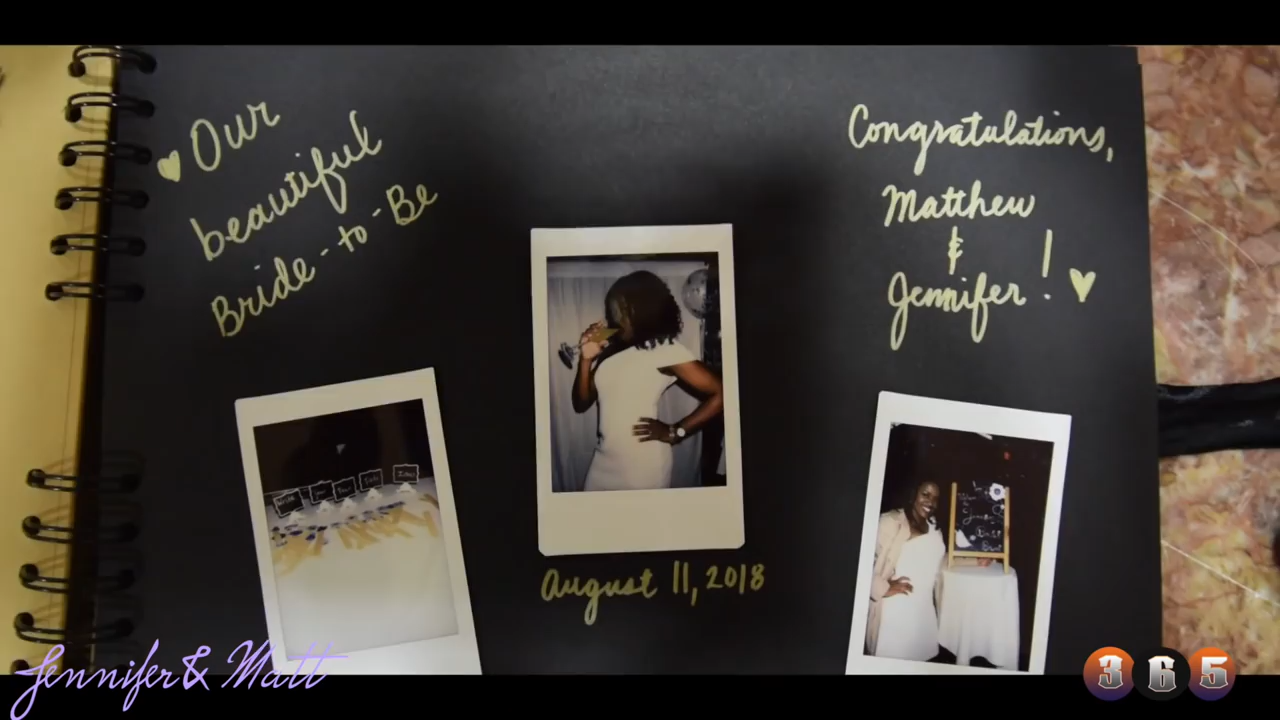 Our
beautiful
Bride-to-Be
Congratulations,
Matthew
&
Jennifer!
August 11, 2018
Jennifer & Matt
365